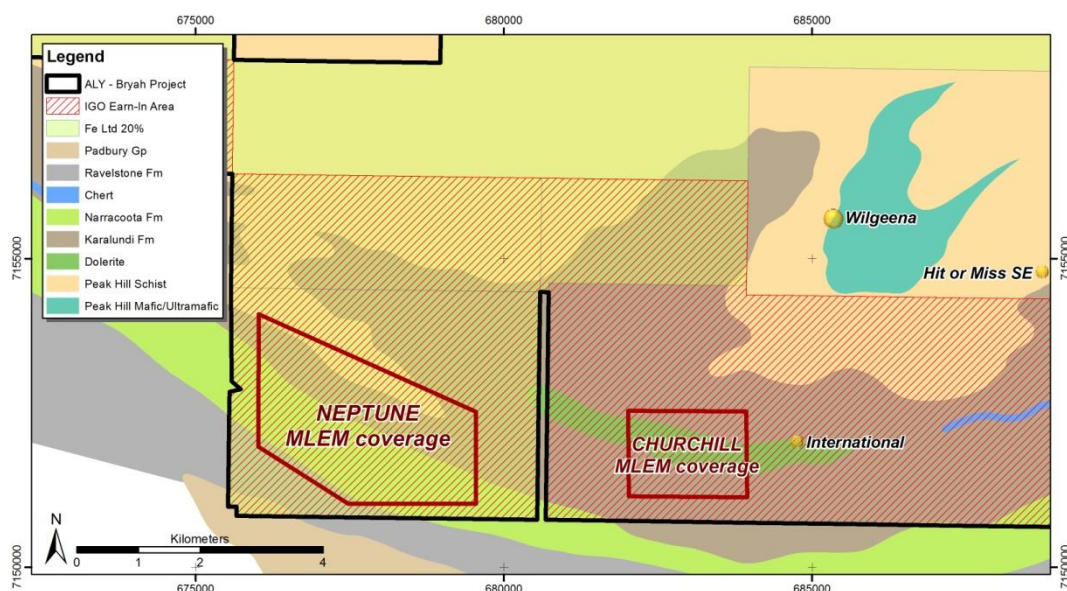 675000 680000 685000
Legend
ALY - Bryah Project
IGO Earn-In Area
Fe Ltd 20%
Padbury Gp
Ravelstone Fm
Chert
Narracoota Fm
Karalundi Fm
Dolerite
Peak Hill Schist
Peak Hill Mafic/Ultramafic
Wilgeena
7155000
Hit or Miss SE
7155000
NEPTUNE
MLEM coverage
CHURCHILL
MLEM coverage
International
N
Kilometers
0 1 2 4
7150000
7150000
675000 680000 685000